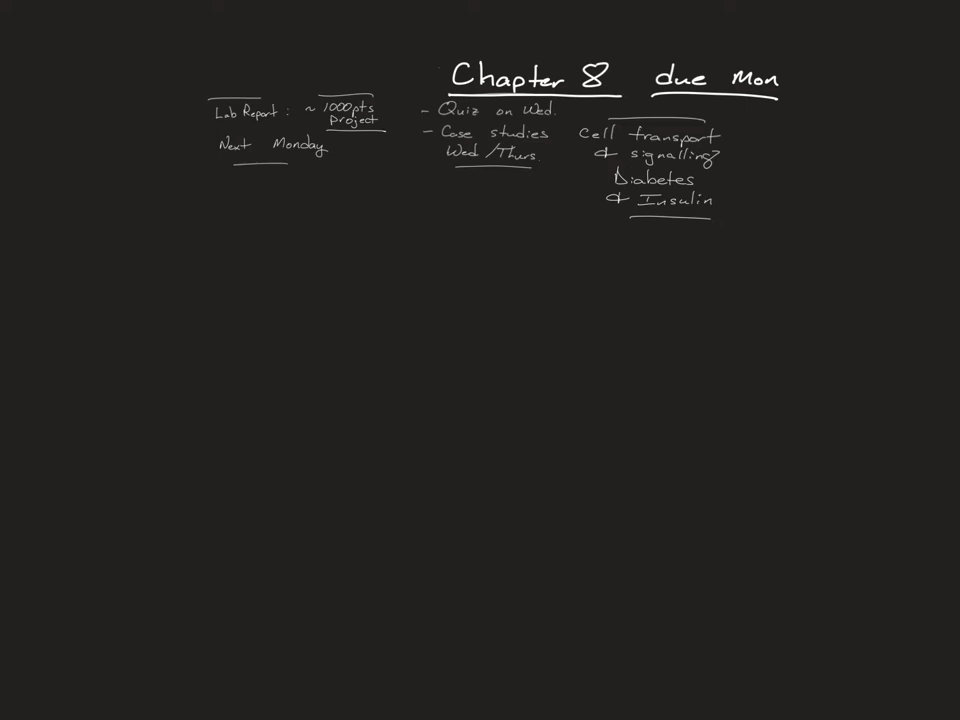 Chapter 8 due Mon
Lab Report: ~ 1000pts
project
Next Monday
- Quiz on Wed.
- Case studies
Wed/Thurs.
Cell transport
& signalling?
Diabetes
& Insulin